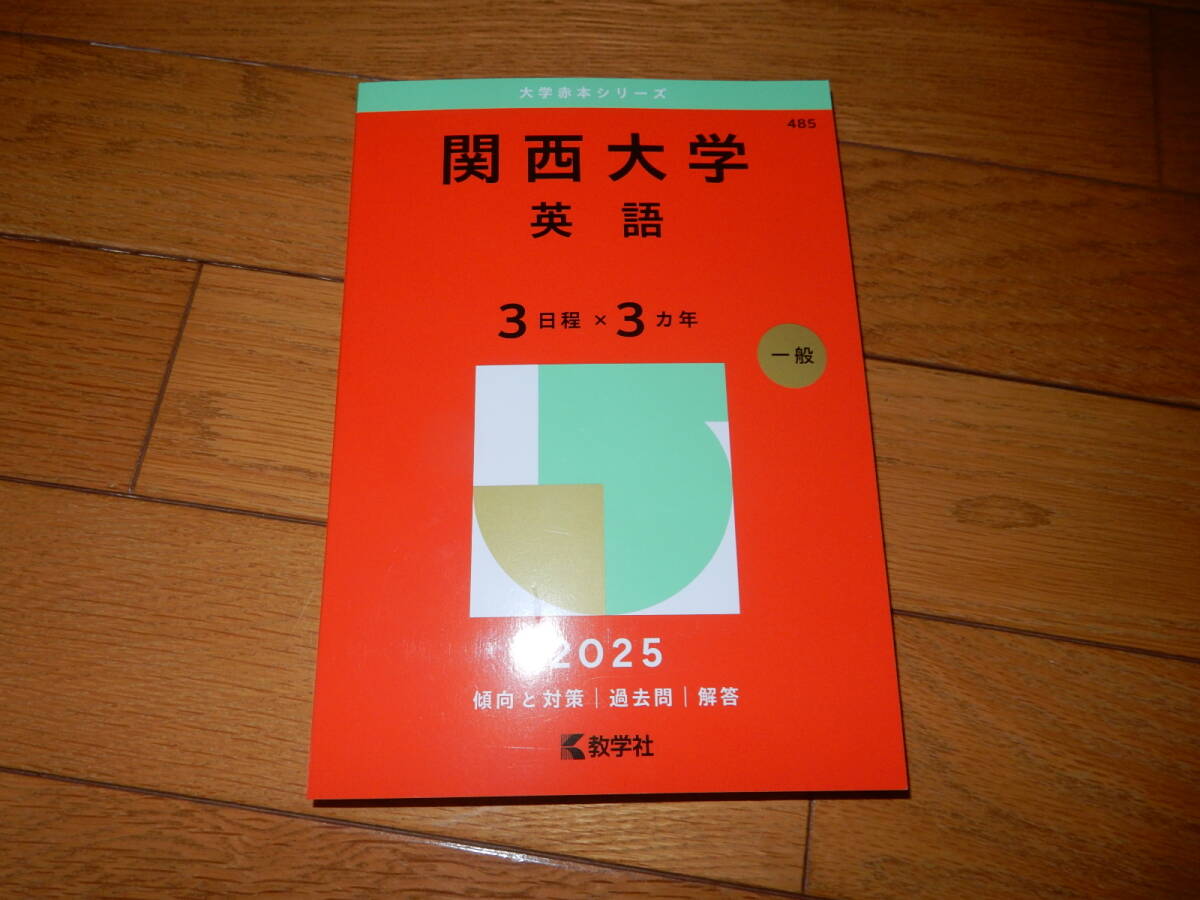 大学赤本シリーズ
485
関西大学
英語
3日程×3カ年
一般
2025
傾向と対策|過去問|解答
教学社